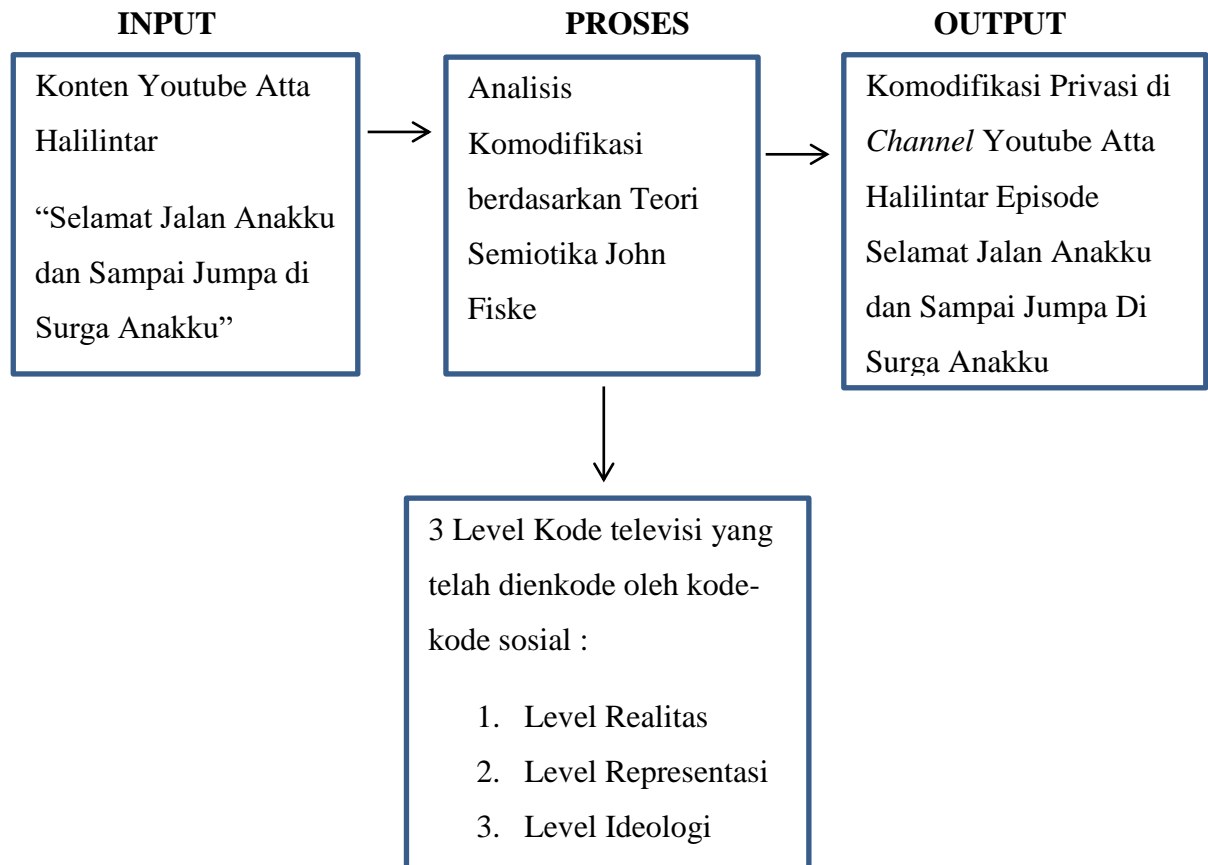 INPUT
PROSES
OUTPUT
Konten Youtube Atta
Halilintar
“Selamat Jalan Anakku
dan Sampai Jumpa di
Surga Anakku”
Analisis
Komodifikasi
berdasarkan Teori
Semiotika John
Fiske
Komodifikasi Privasi di
Channel Youtube Atta
Halilintar Episode
Selamat Jalan Anakku
dan Sampai Jumpa Di
Surga Anakku
3 Level Kode televisi yang
telah dienkode oleh kode-
kode sosial :
1. Level Realitas
2. Level Representasi
3. Level Ideologi